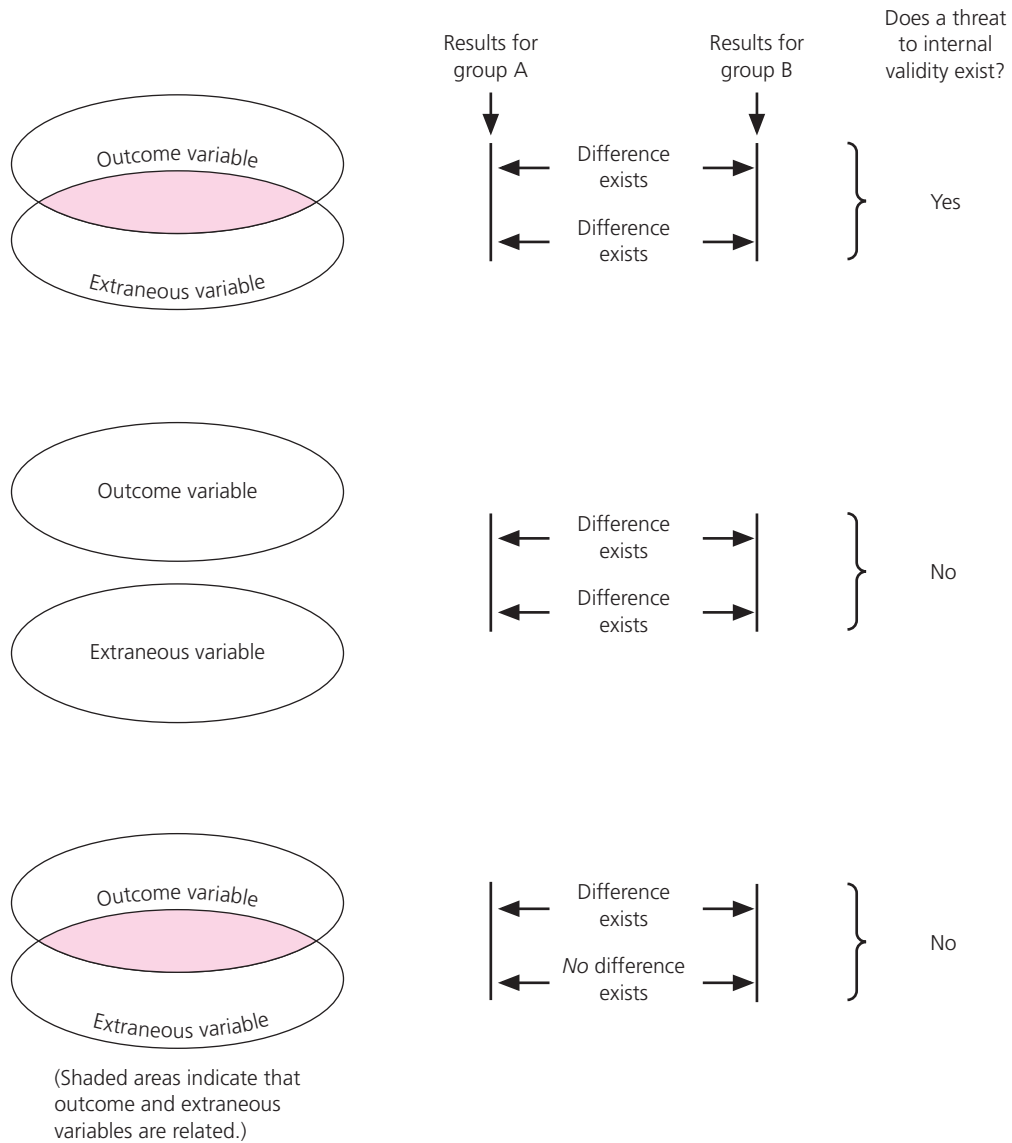 Results for
group A
Results for
group B
Does a threat
to internal
validity exist?
Outcome variable
Extraneous variable
Difference
exists
Difference
exists
Yes
Outcome variable
Extraneous variable
Difference
exists
Difference
exists
No
Outcome variable
Extraneous variable
(Shaded areas indicate that
outcome and extraneous
variables are related.)
Difference
exists
No difference
exists
No